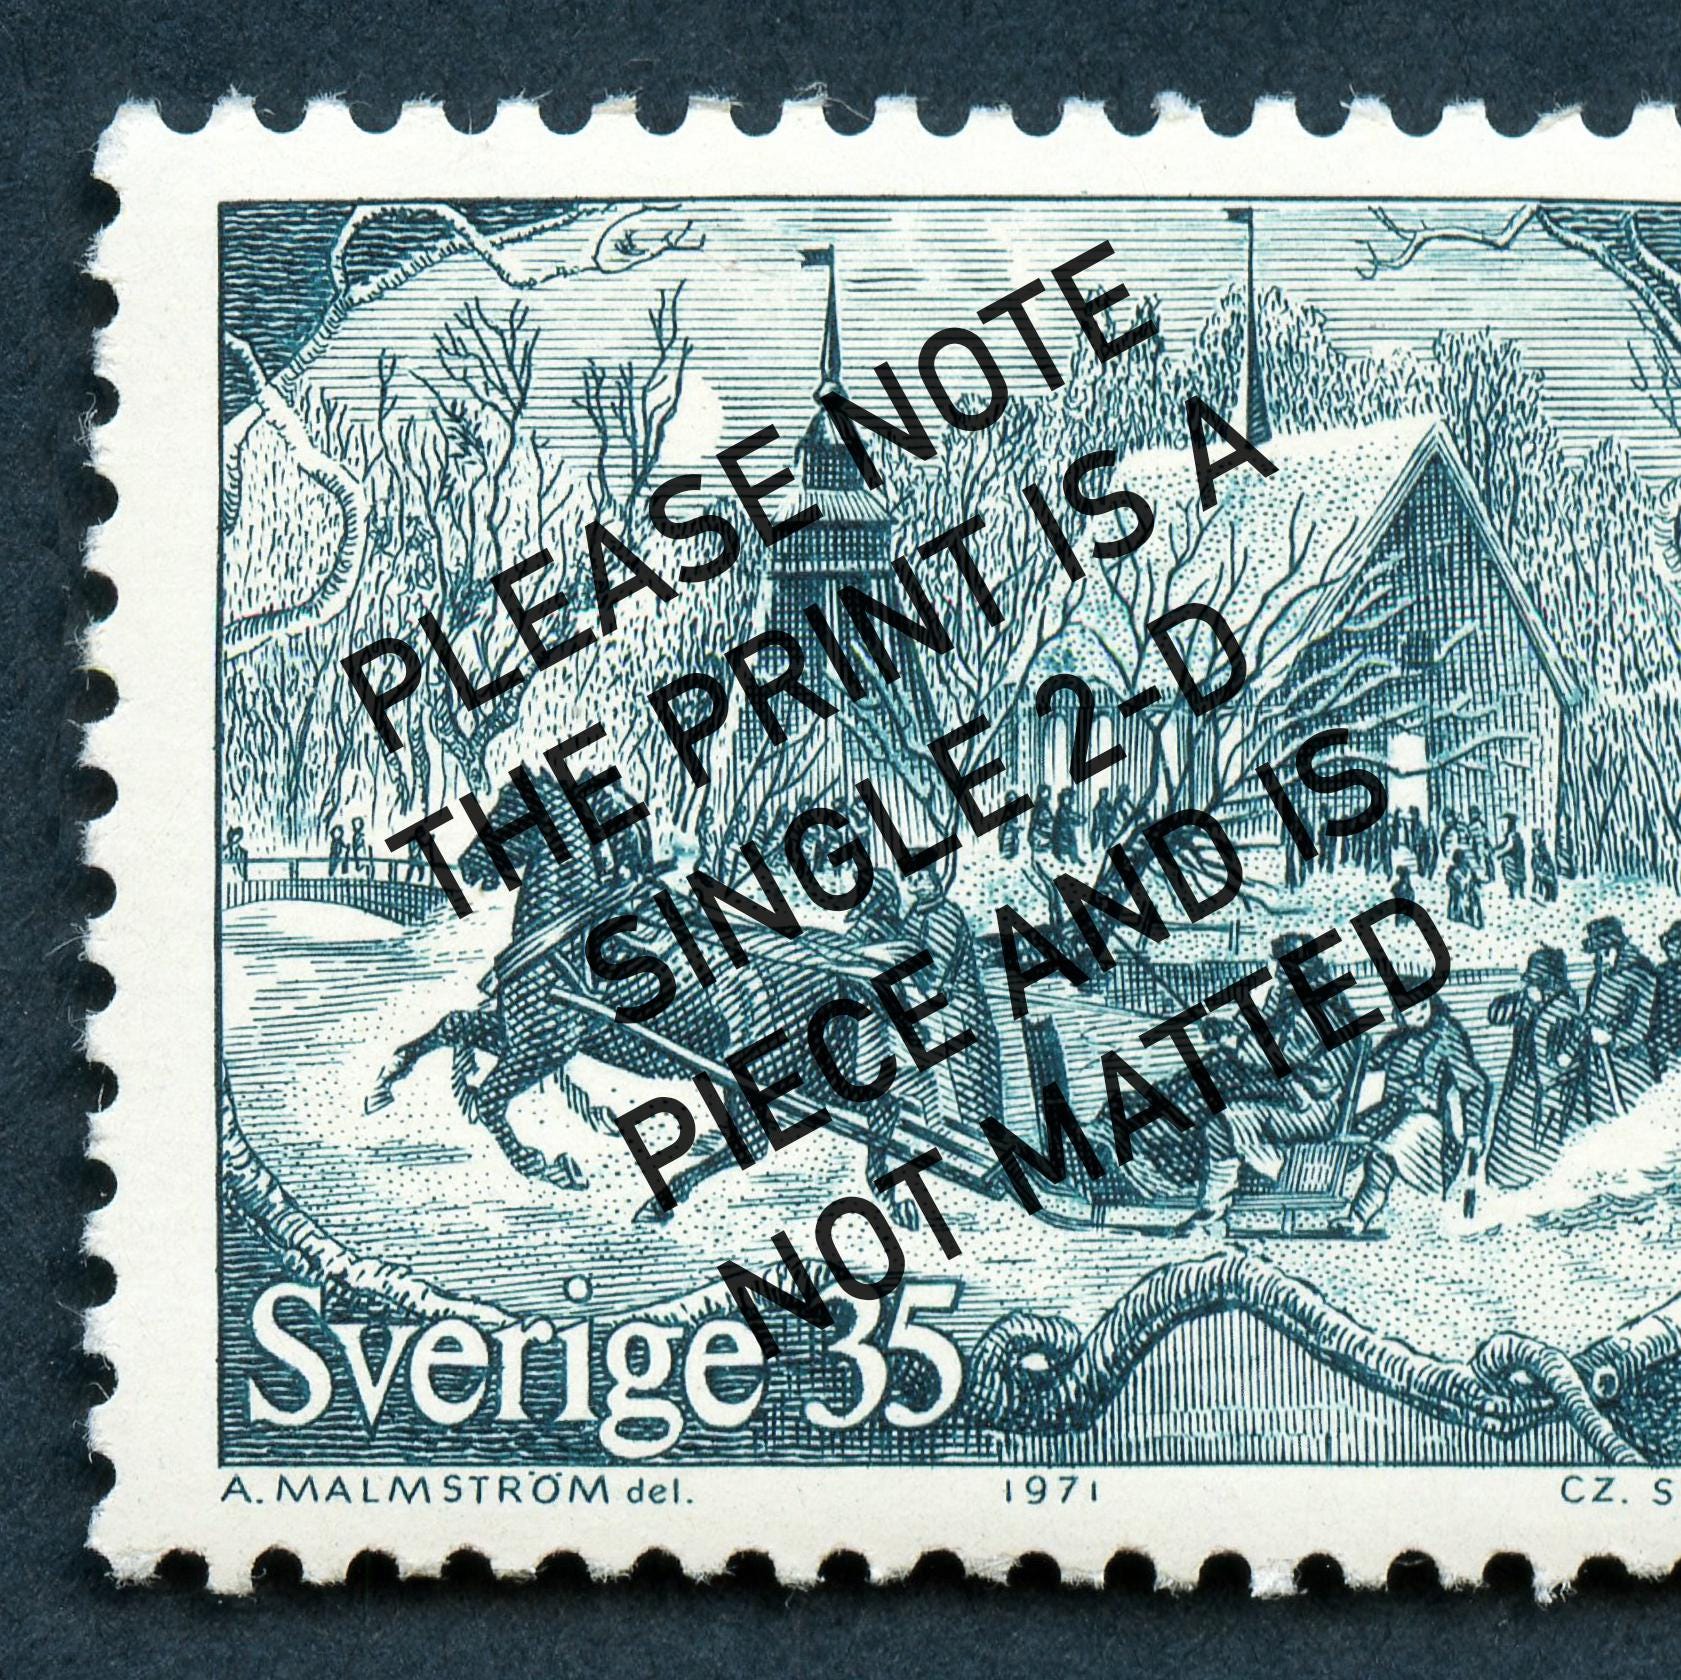 PLEASE NOTE
THE PRINT IS A
SINGLE 2-D
PIECE AND IS
NOT MATTED
Sverige 35
A. MALMSTRÖM del. 1971 CZ. S